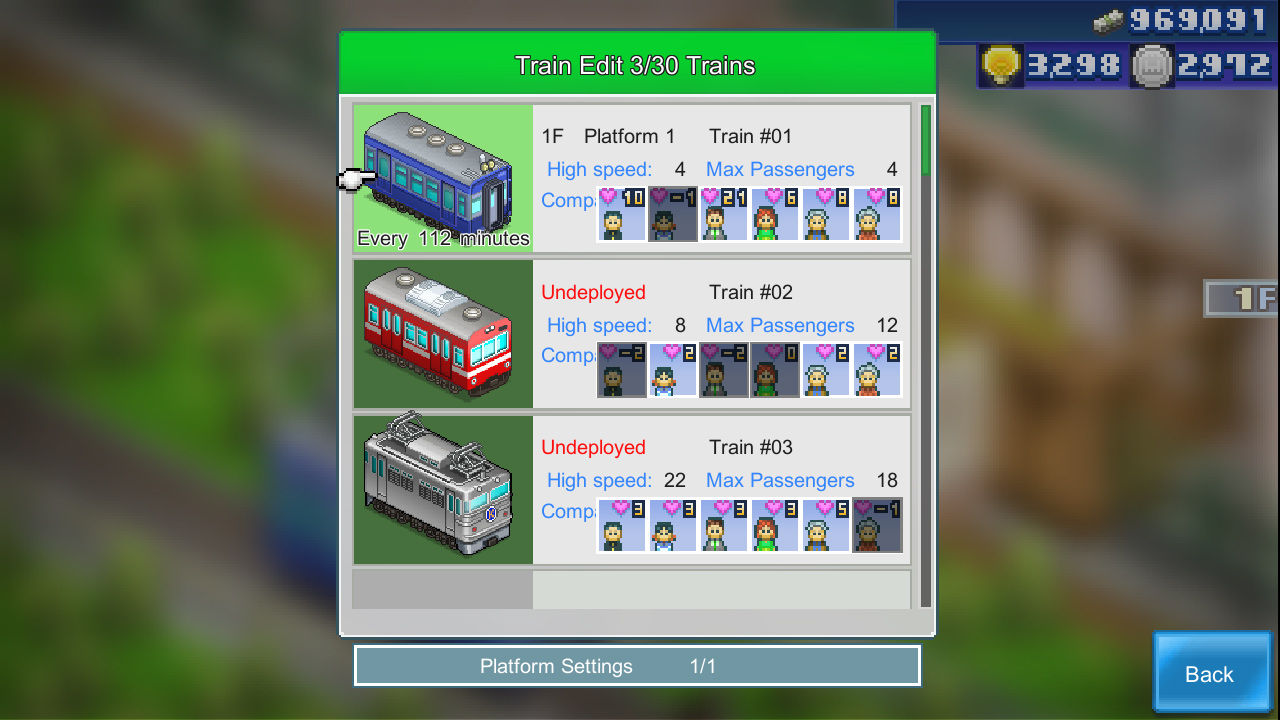 969,091
3,298 2,972
Train Edit 3/30 Trains
1F Platform 1 Train #01
High speed: 4 Max Passengers 4
Compa 10 -1 21 6 8 8
Every 112 minutes
Undeployed Train #02
High speed: 8 Max Passengers 12
Compa -2 2 -2 0 2 2
1F
Undeployed Train #03
High speed: 22 Max Passengers 18
Compa 3 3 3 3 5 -1
Platform Settings 1/1
Back